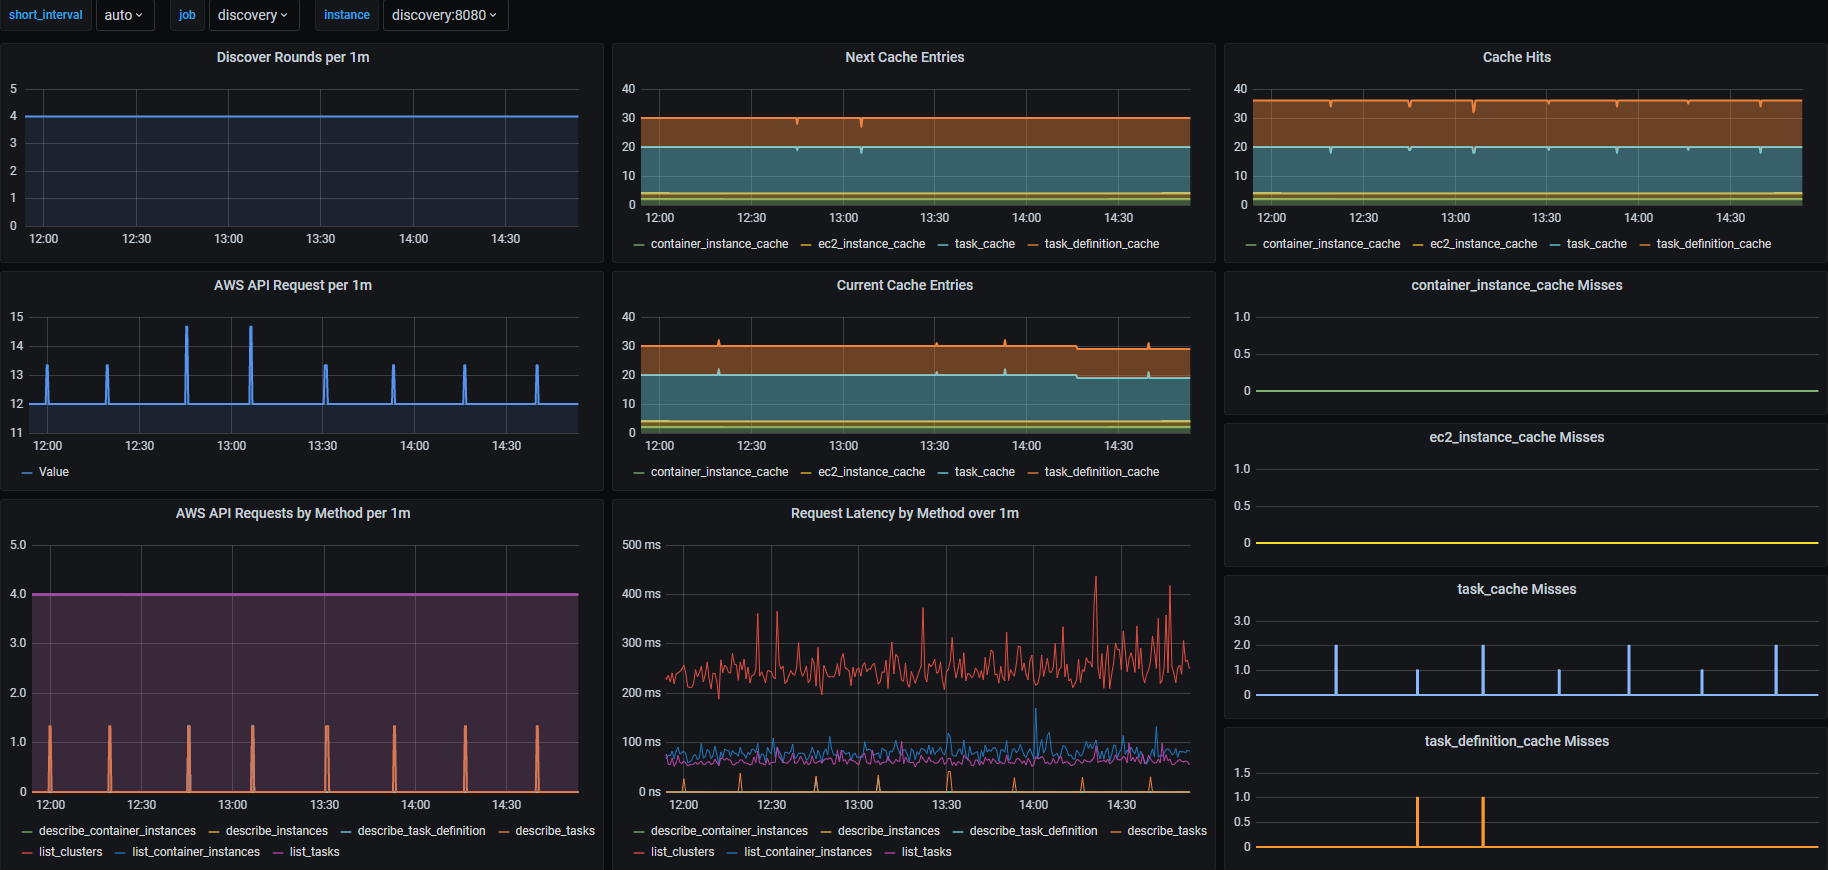 short_interval auto job discovery instance discovery:8080
Discover Rounds per 1m
5
4
3
2
1
0
12:00 12:30 13:00 13:30 14:00 14:30
Next Cache Entries
40
30
20
10
0
12:00 12:30 13:00 13:30 14:00 14:30
container_instance_cache ec2_instance_cache task_cache task_definition_cache
Cache Hits
40
30
20
10
0
12:00 12:30 13:00 13:30 14:00 14:30
container_instance_cache ec2_instance_cache task_cache task_definition_cache
AWS API Request per 1m
15
14
13
12
11
12:00 12:30 13:00 13:30 14:00 14:30
Value
Current Cache Entries
40
30
20
10
0
12:00 12:30 13:00 13:30 14:00 14:30
container_instance_cache ec2_instance_cache task_cache task_definition_cache
container_instance_cache Misses
1.0
0.5
0
ec2_instance_cache Misses
1.0
0.5
0
AWS API Requests by Method per 1m
5.0
4.0
3.0
2.0
1.0
0
12:00 12:30 13:00 13:30 14:00 14:30
describe_container_instances describe_instances describe_task_definition describe_tasks
list_clusters list_container_instances list_tasks
Request Latency by Method over 1m
500 ms
400 ms
300 ms
200 ms
100 ms
0 ns
12:00 12:30 13:00 13:30 14:00 14:30
describe_container_instances describe_instances describe_task_definition describe_tasks
list_clusters list_container_instances list_tasks
task_cache Misses
3.0
2.0
1.0
0
task_definition_cache Misses
1.5
1.0
0.5
0